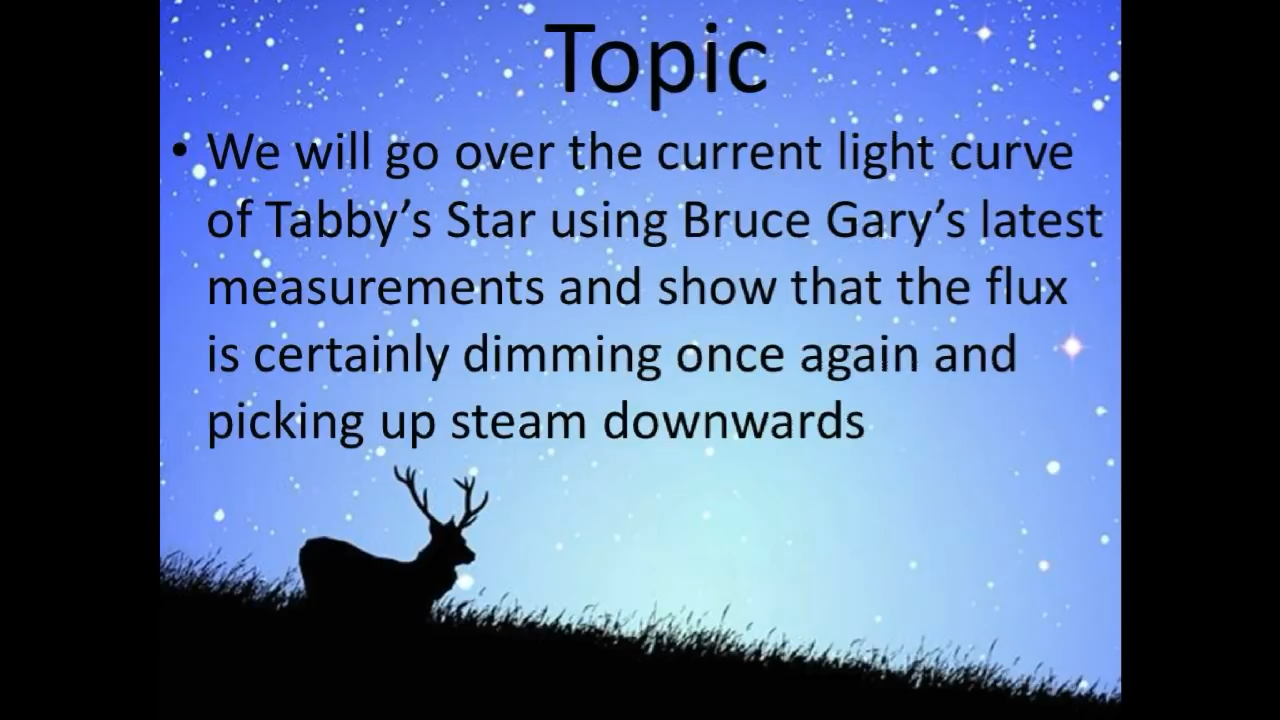 Topic
• We will go over the current light curve
of Tabby’s Star using Bruce Gary’s latest
measurements and show that the flux
is certainly dimming once again and
picking up steam downwards